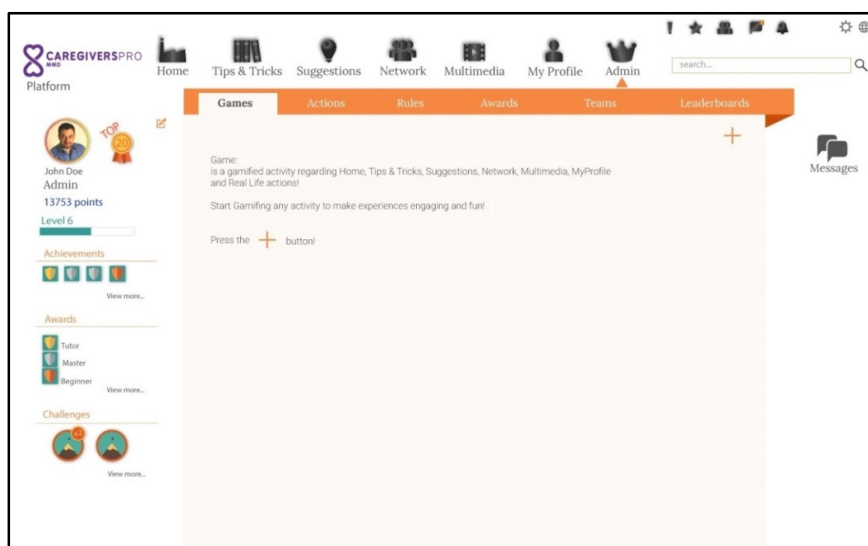 CAREGIVERSPRO
MMD
Platform
Home
Tips & Tricks
Suggestions
Network
Multimedia
My Profile
Admin
search...
Games
Actions
Rules
Awards
Teams
Leaderboards
TOP
20
John Doe
Admin
13753 points
Level 6
Achievements
View more...
Awards
Tutor
Master
Beginner
View more...
Challenges
x2
View more...
Game:
is a gamified activity regarding Home, Tips & Tricks, Suggestions, Network, Multimedia, MyProfile
and Real Life actions!
Start Gamifing any activity to make experiences engaging and fun!
Press the + button!
Messages